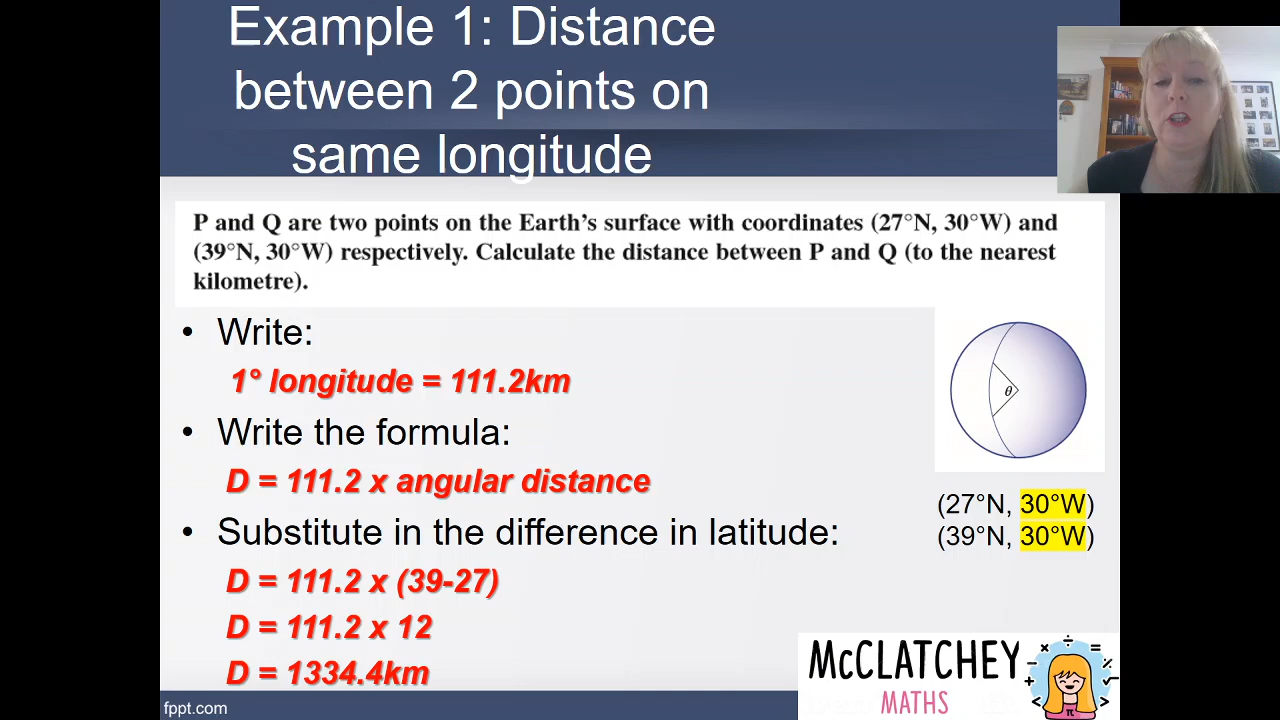 Example 1: Distance
between 2 points on
same longitude
P and Q are two points on the Earth's surface with coordinates (27°N, 30°W) and
(39°N, 30°W) respectively. Calculate the distance between P and Q (to the nearest
kilometre).
• Write:
1° longitude = 111.2km
• Write the formula:
D = 111.2 x angular distance
• Substitute in the difference in latitude:
D = 111.2 x (39-27)
D = 111.2 x 12
D = 1334.4km
θ
(27°N, 30°W)
(39°N, 30°W)
McCLATCHEY
MATHS
π
fppt.com